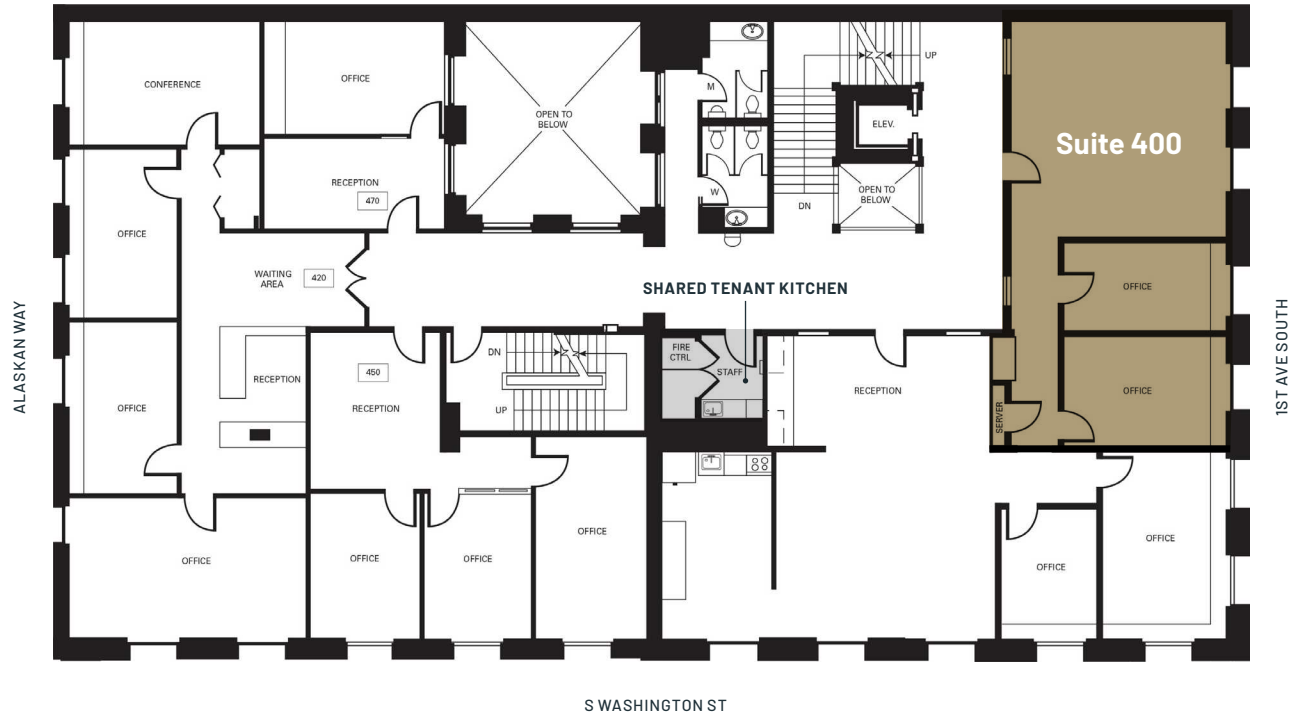 CONFERENCE
OFFICE
OPEN TO
BELOW
M
UP
ELEV.
Suite 400
RECEPTION
470
W
OPEN TO
BELOW
DN
OFFICE
WAITING
AREA
420
SHARED TENANT KITCHEN
OFFICE
ALASKAN WAY
1ST AVE SOUTH
DN
FIRE
CTRL
STAFF
450
RECEPTION
RECEPTION
RECEPTION
OFFICE
OFFICE
UP
SERVER
OFFICE
OFFICE
OFFICE
OFFICE
OFFICE
OFFICE
S WASHINGTON ST